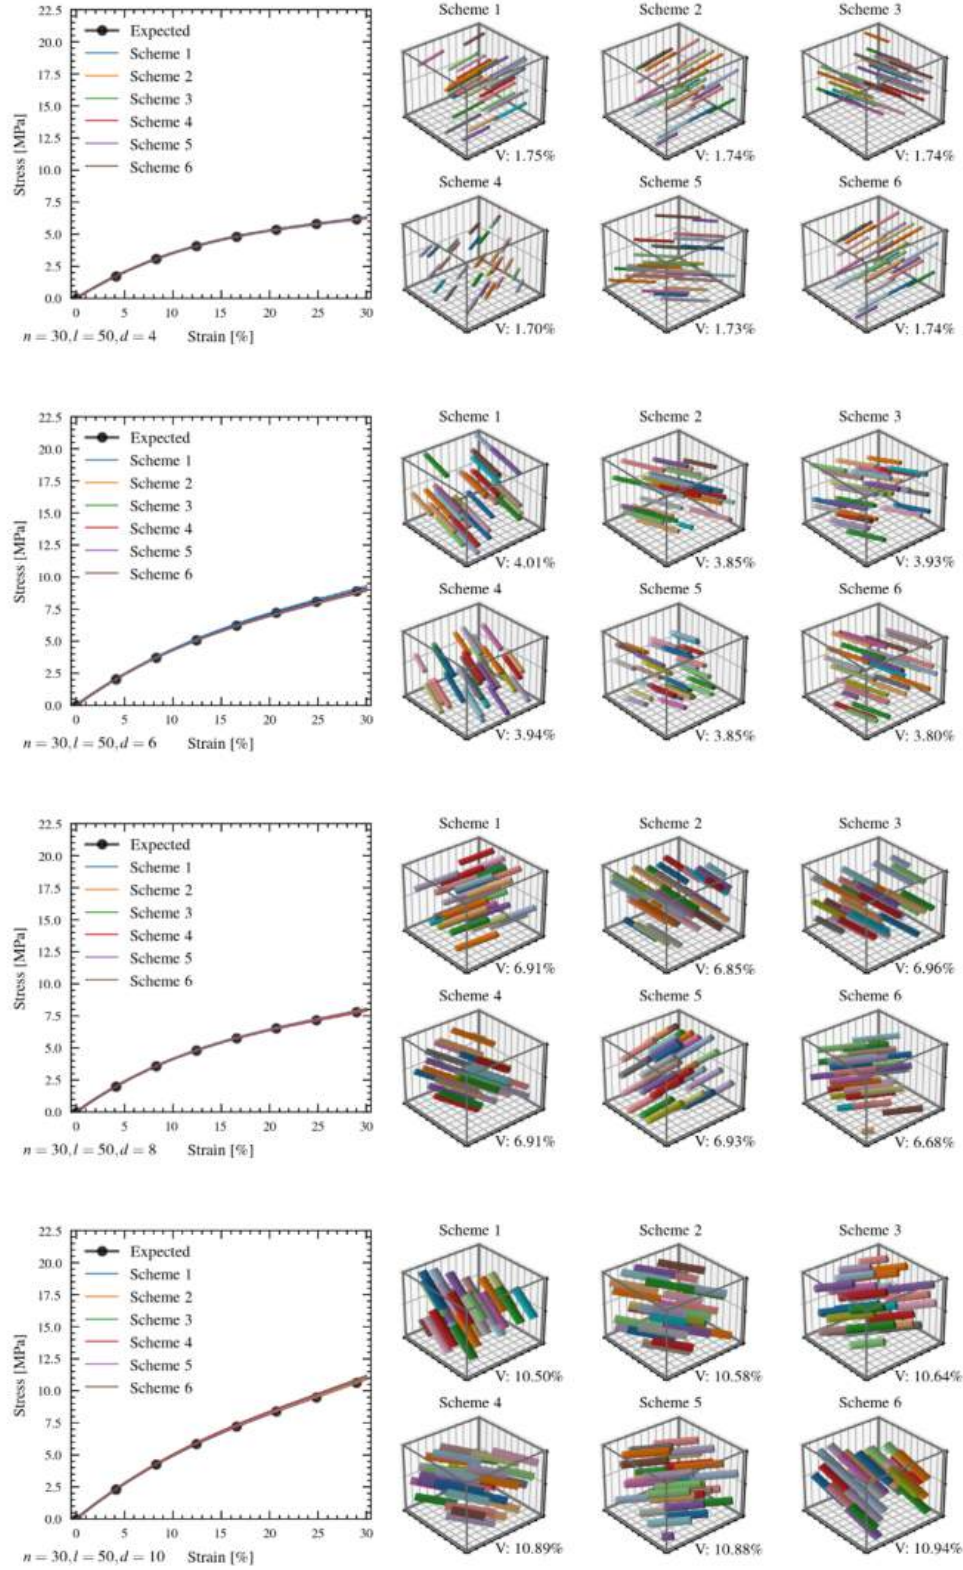 22.5
20.0
17.5
15.0
12.5
10.0
7.5
5.0
2.5
0.0
Stress [MPa]
Expected
Scheme 1
Scheme 2
Scheme 3
Scheme 4
Scheme 5
Scheme 6
0 5 10 15 20 25 30
n = 30, l = 50, d = 4 Strain [%]
Scheme 1 Scheme 2 Scheme 3
V: 1.75% V: 1.74% V: 1.74%
Scheme 4 Scheme 5 Scheme 6
V: 1.70% V: 1.73% V: 1.74%
22.5
20.0
17.5
15.0
12.5
10.0
7.5
5.0
2.5
0.0
Stress [MPa]
Expected
Scheme 1
Scheme 2
Scheme 3
Scheme 4
Scheme 5
Scheme 6
0 5 10 15 20 25 30
n = 30, l = 50, d = 6 Strain [%]
Scheme 1 Scheme 2 Scheme 3
V: 4.01% V: 3.85% V: 3.93%
Scheme 4 Scheme 5 Scheme 6
V: 3.94% V: 3.85% V: 3.80%
22.5
20.0
17.5
15.0
12.5
10.0
7.5
5.0
2.5
0.0
Stress [MPa]
Expected
Scheme 1
Scheme 2
Scheme 3
Scheme 4
Scheme 5
Scheme 6
0 5 10 15 20 25 30
n = 30, l = 50, d = 8 Strain [%]
Scheme 1 Scheme 2 Scheme 3
V: 6.91% V: 6.85% V: 6.96%
Scheme 4 Scheme 5 Scheme 6
V: 6.91% V: 6.93% V: 6.68%
22.5
20.0
17.5
15.0
12.5
10.0
7.5
5.0
2.5
0.0
Stress [MPa]
Expected
Scheme 1
Scheme 2
Scheme 3
Scheme 4
Scheme 5
Scheme 6
0 5 10 15 20 25 30
n = 30, l = 50, d = 10 Strain [%]
Scheme 1 Scheme 2 Scheme 3
V: 10.50% V: 10.58% V: 10.64%
Scheme 4 Scheme 5 Scheme 6
V: 10.89% V: 10.88% V: 10.94%